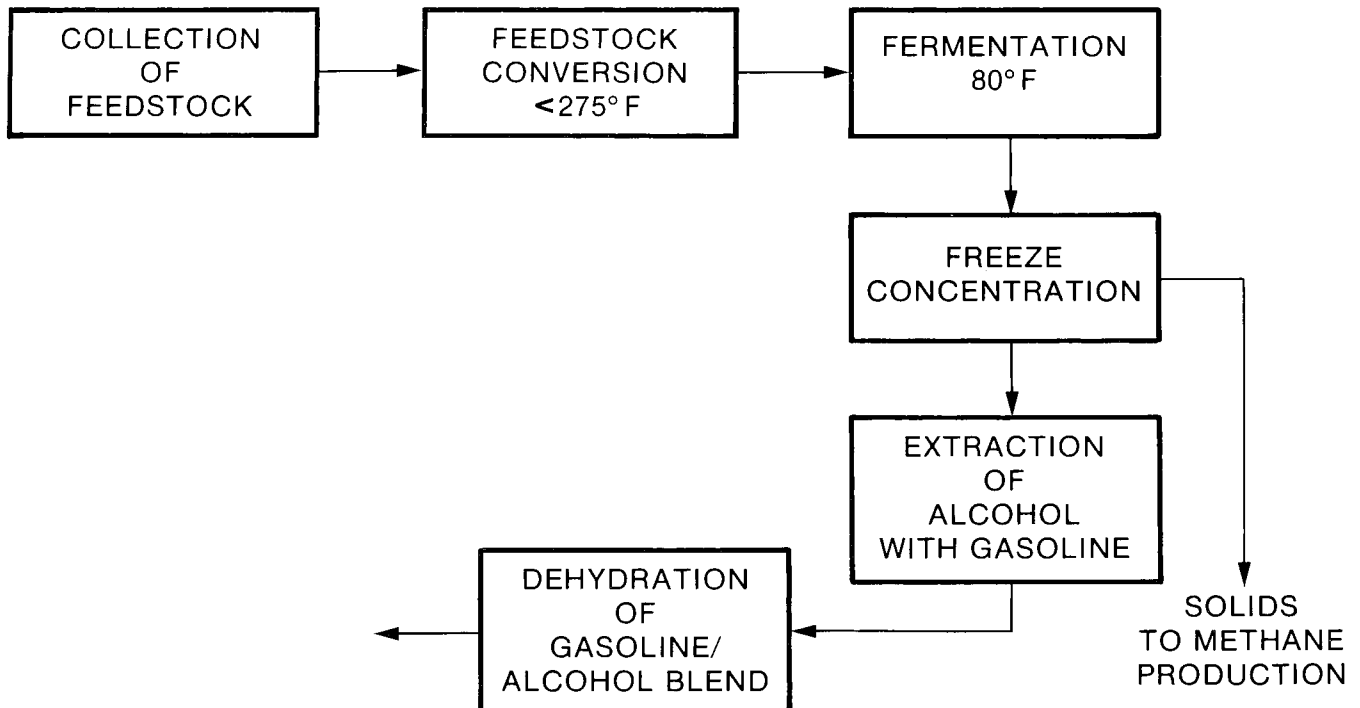 COLLECTION
OF
FEEDSTOCK
FEEDSTOCK
CONVERSION
<275° F
FERMENTATION
80° F
FREEZE
CONCENTRATION
EXTRACTION
OF
ALCOHOL
WITH GASOLINE
DEHYDRATION
OF
GASOLINE/
ALCOHOL BLEND
SOLIDS
TO METHANE
PRODUCTION